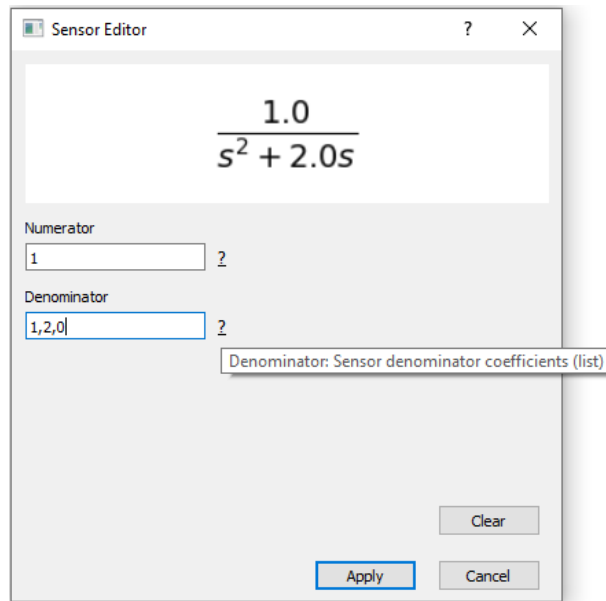 Sensor Editor ?
1.0
s² + 2.0s
Numerator
1 ?
Denominator
1,2,0 ?
Denominator: Sensor denominator coefficients (list)
Clear
Apply Cancel